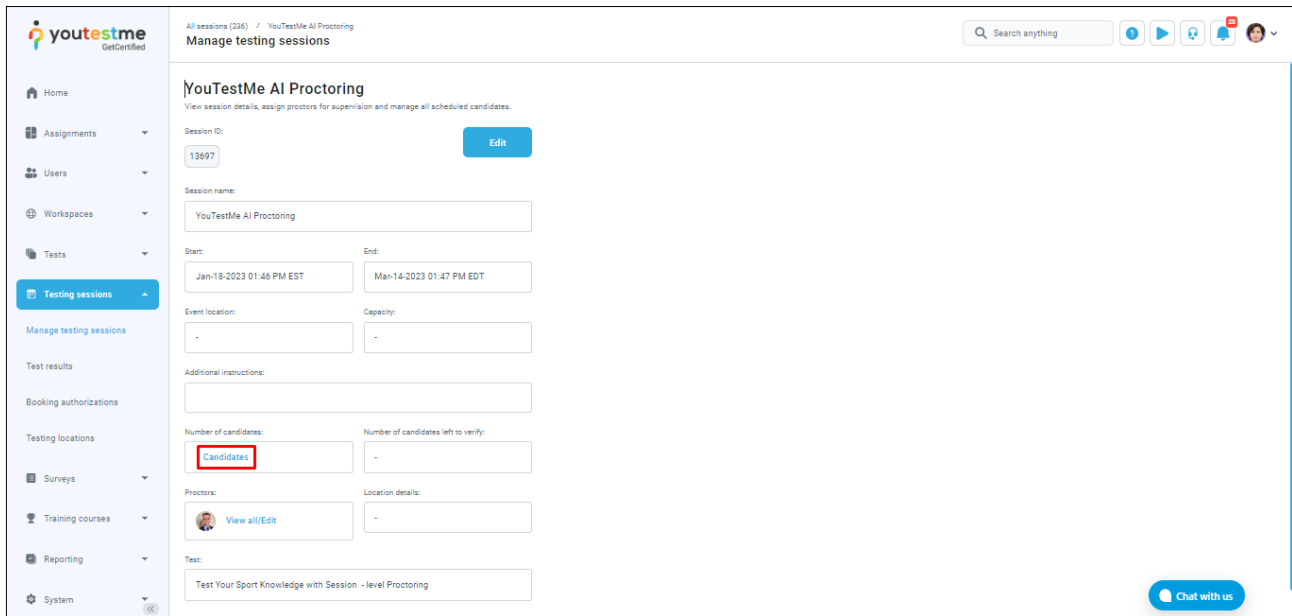 youtestme
GetCertified
All sessions (236) / YouTestMe AI Proctoring
Manage testing sessions
Search anything
28
Home
Assignments
Users
Workspaces
Tests
Testing sessions
Manage testing sessions
Test results
Booking authorizations
Testing locations
Surveys
Training courses
Reporting
System
YouTestMe AI Proctoring
View session details, assign proctors for supervision and manage all scheduled candidates.
Session ID:
Edit
13697
Session name:
YouTestMe AI Proctoring
Start: End:
Jan-18-2023 01:46 PM EST Mar-14-2023 01:47 PM EDT
Event location: Capacity:
- -
Additional instructions:
Number of candidates: Number of candidates left to verify:
Candidates -
Proctors: Location details:
View all/Edit -
Test:
Test Your Sport Knowledge with Session - level Proctoring
Chat with us